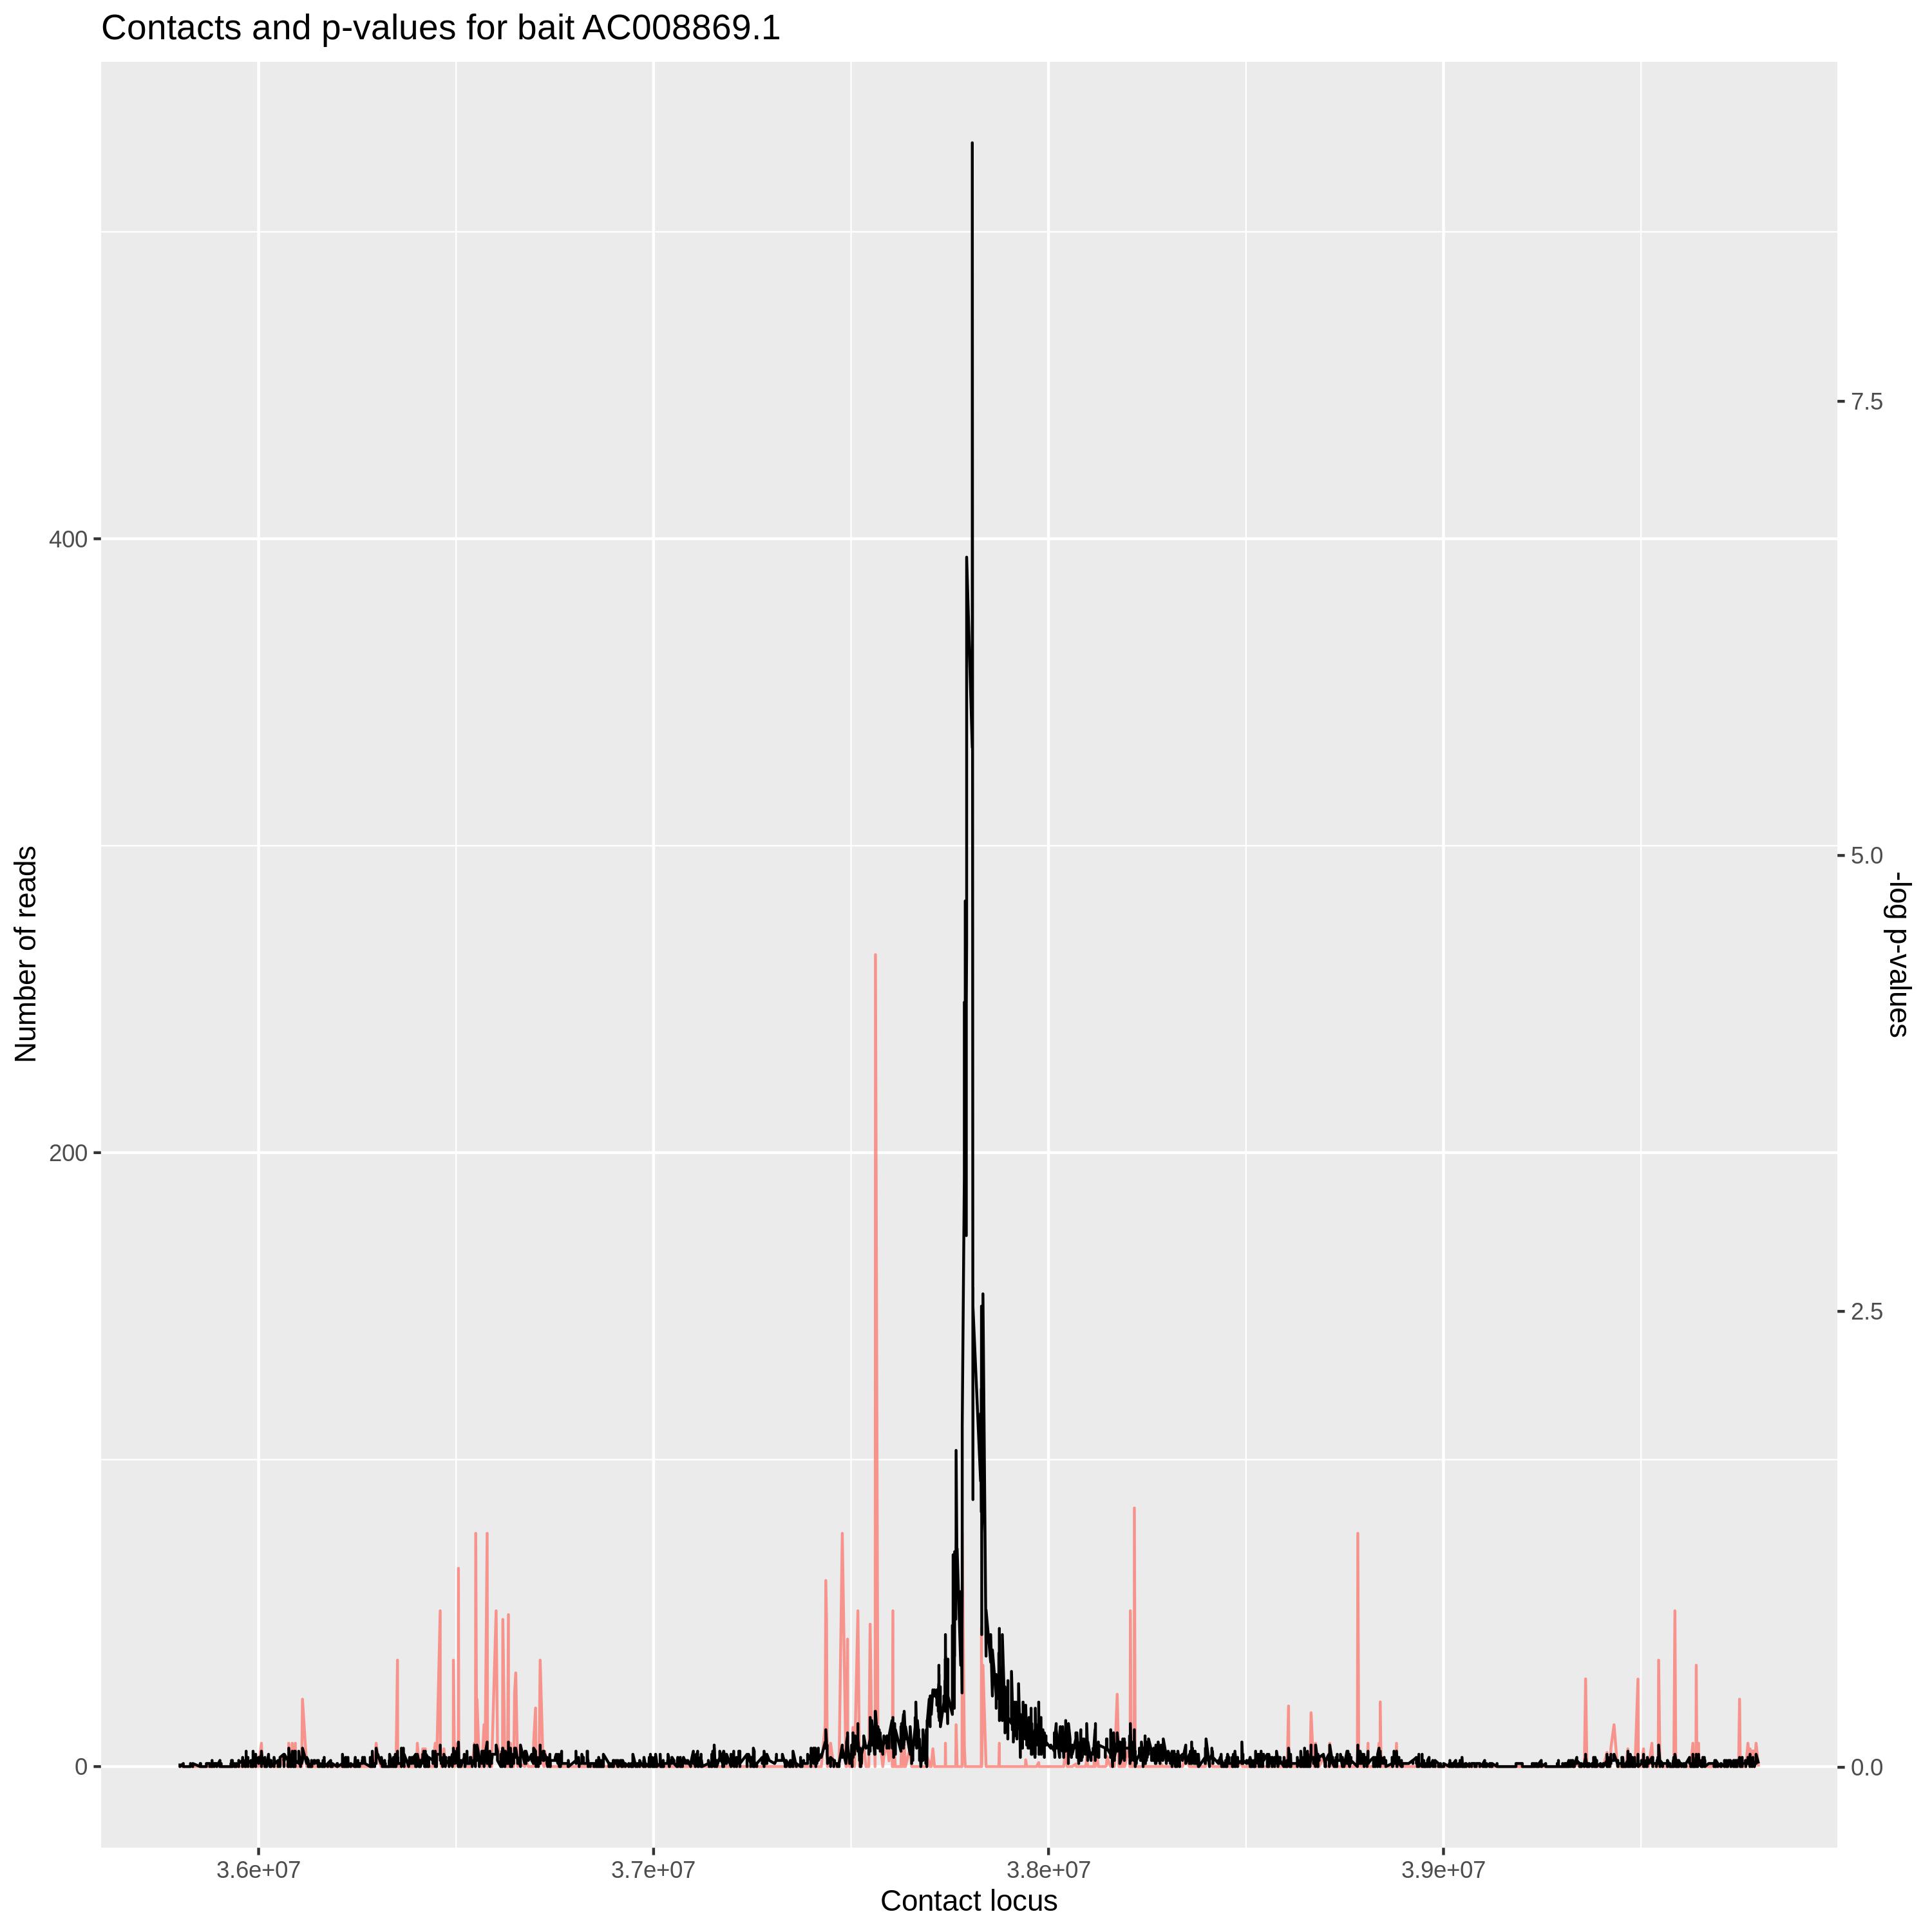 Contacts and p-values for bait AC008869.1
Number of reads
400
200
0
7.5
5.0
2.5
0.0
-log p-values
3.6e+07
3.7e+07
3.8e+07
3.9e+07
Contact locus